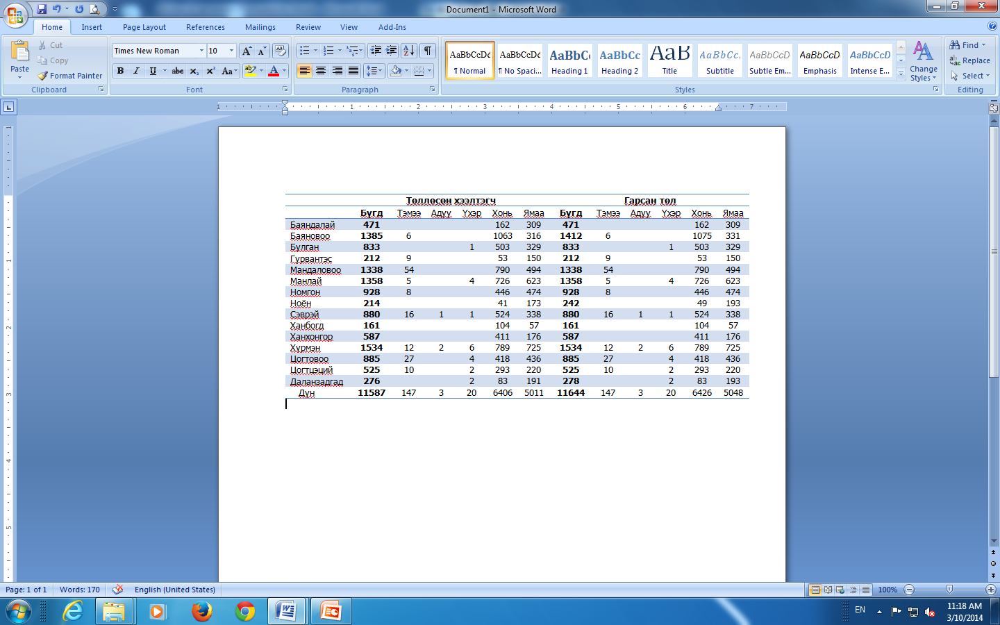 Document1 - Microsoft Word
Home Insert Page Layout References Mailings Review View Add-Ins
Paste Cut Copy Format Painter
Times New Roman 10
AaBbCcDd ¶ Normal
AaBbCcDd ¶ No Spaci...
AaBbCc Heading 1
AaBbCc Heading 2
AaB Title
AaBbCc. Subtitle
AaBbCcD Subtle Em...
AaBbCcD Emphasis
AaBbCcD Intense E...
Change Styles
Find Replace Select
Clipboard Font Paragraph Styles Editing
1 1 2 3 4 5 6 7
Төллөсөн хээлтэгч Гарсан төл
Бүгд Тэмээ Адуу Үхэр Хонь Ямаа Бүгд Тэмээ Адуу Үхэр Хонь Ямаа
Баяндалай 471 162 309 471 162 309
Баяновоо 1385 6 1063 316 1412 6 1075 331
Булган 833 1 503 329 833 1 503 329
Гурвантэс 212 9 53 150 212 9 53 150
Мандаловоо 1338 54 790 494 1338 54 790 494
Манлай 1358 5 4 726 623 1358 5 4 726 623
Номгон 928 8 446 474 928 8 446 474
Ноён 214 41 173 242 49 193
Сэврэй 880 16 1 1 524 338 880 16 1 1 524 338
Ханбогд 161 104 57 161 104 57
Ханхонгор 587 411 176 587 411 176
Хүрмэн 1534 12 2 6 789 725 1534 12 2 6 789 725
Цогтовоо 885 27 4 418 436 885 27 4 418 436
Цогтцэций 525 10 2 293 220 525 10 2 293 220
Даланзадгад 276 2 83 191 278 2 83 193
Дүн 11587 147 3 20 6406 5011 11644 147 3 20 6426 5048
Page: 1 of 1 Words: 170 English (United States) 100%
EN 11:18 AM
3/10/2014